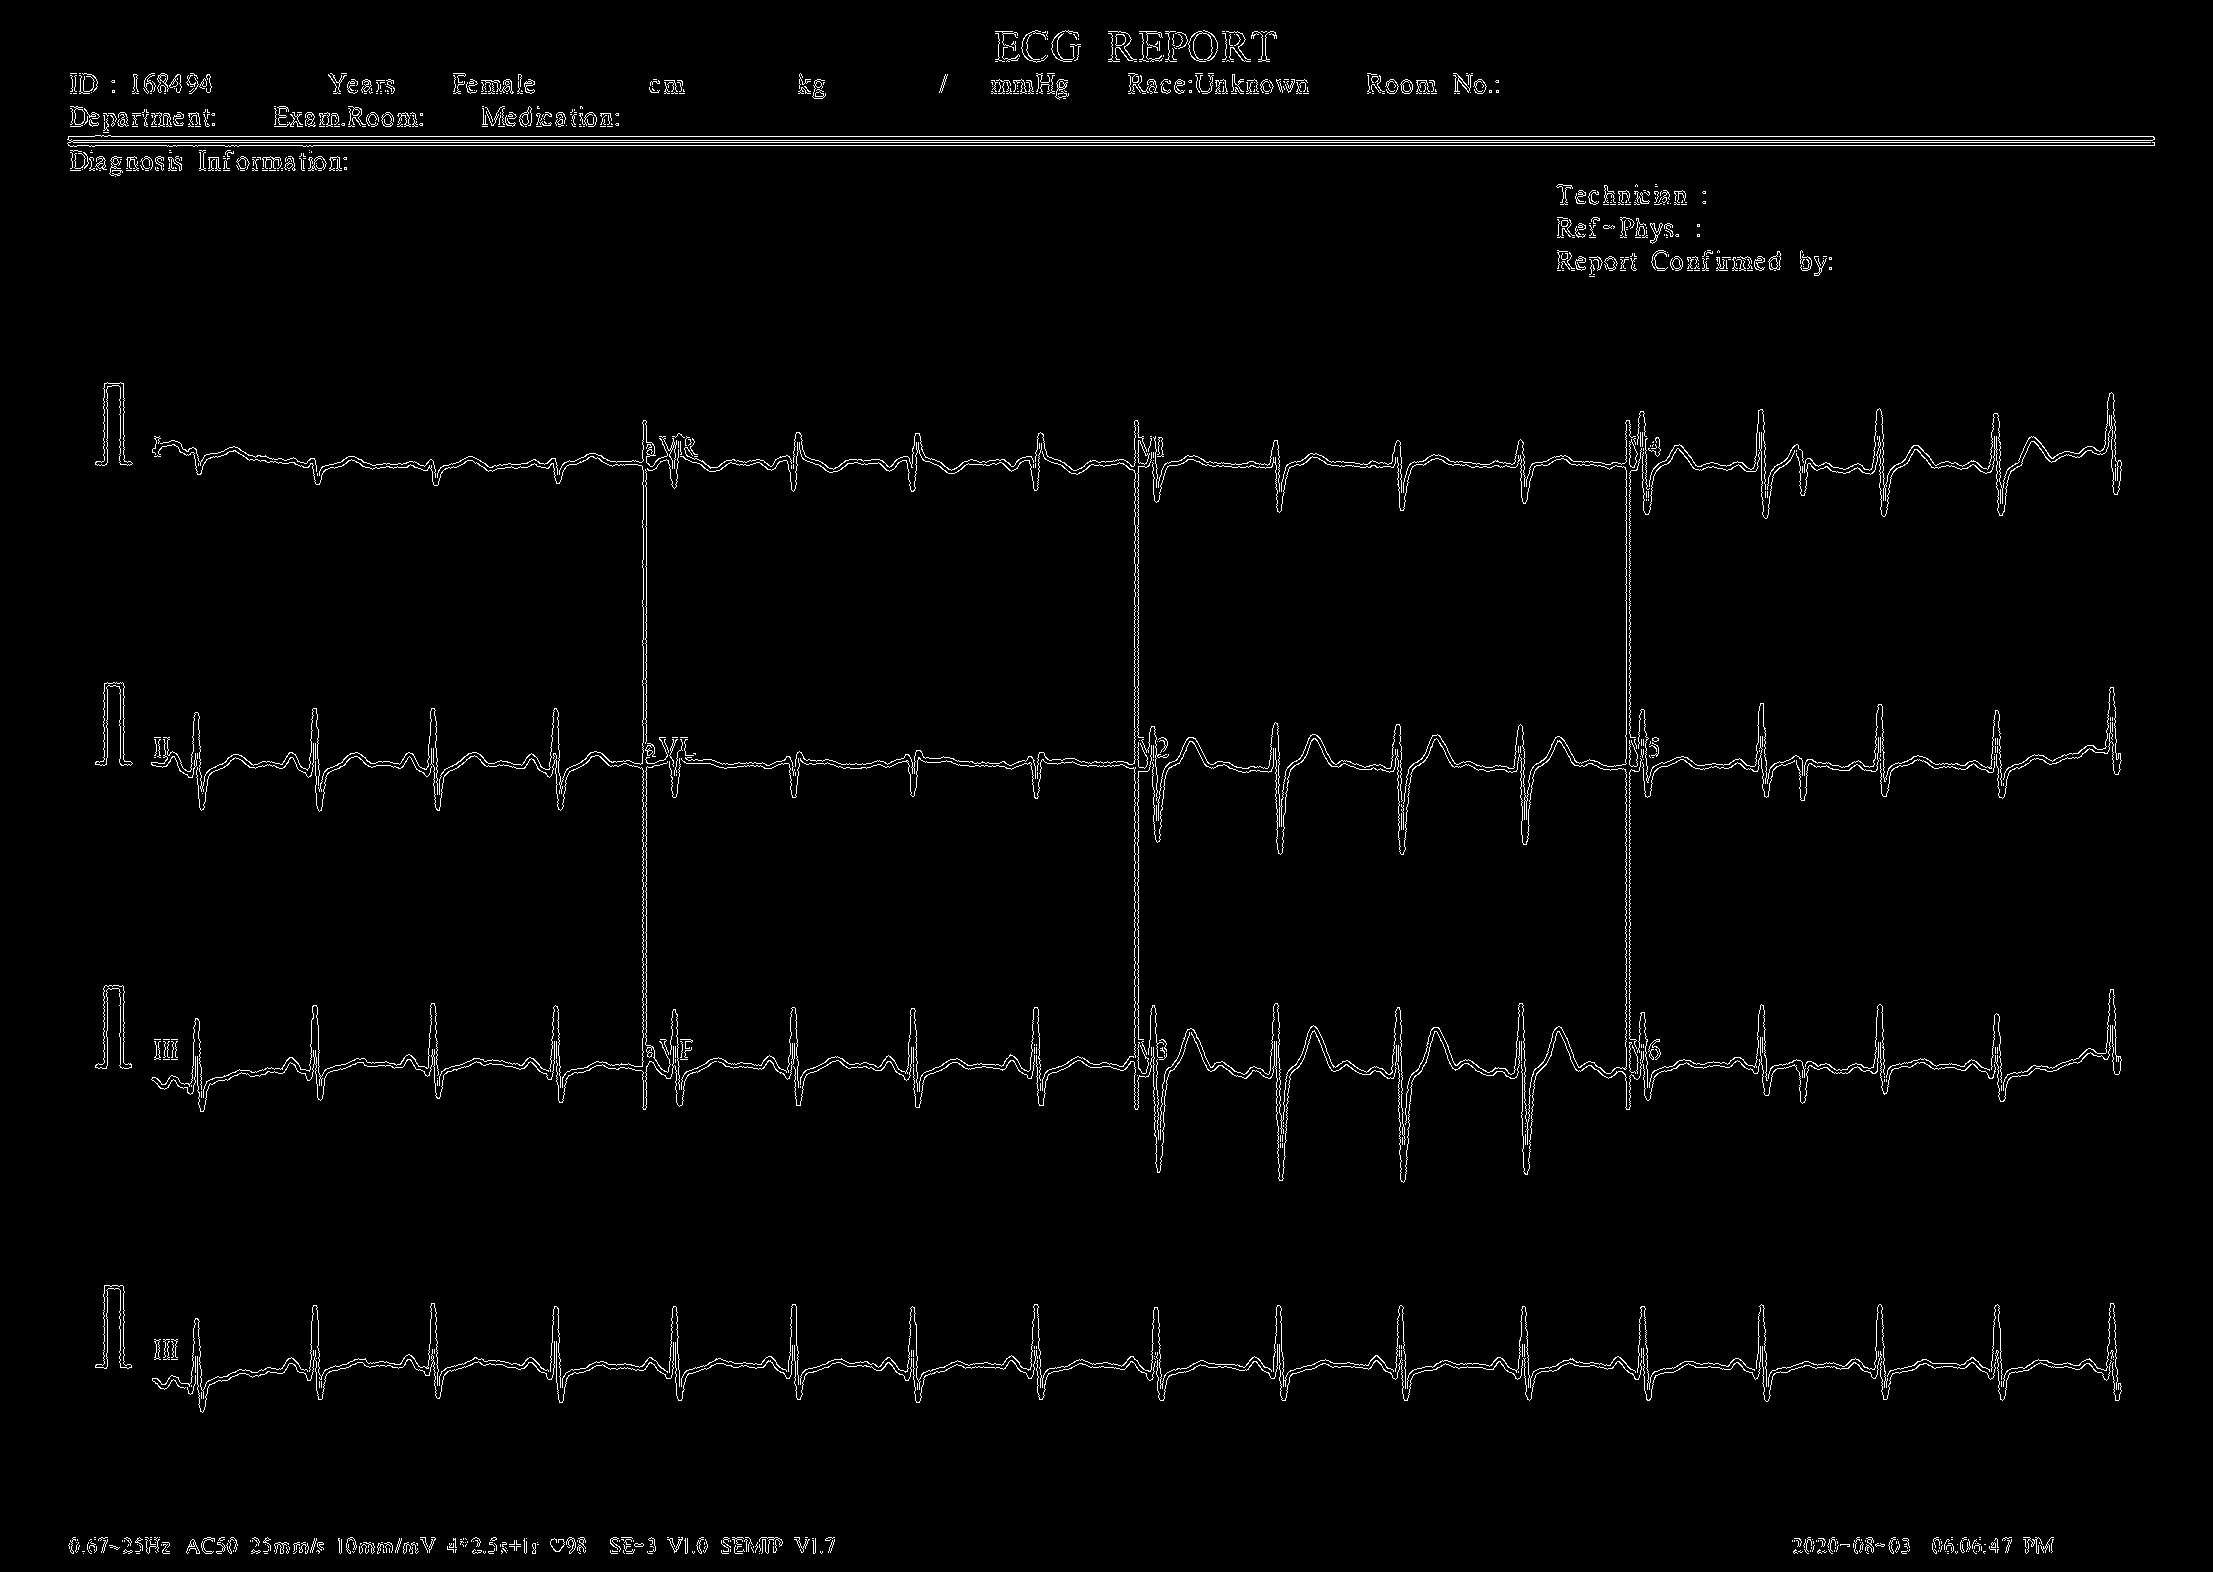 ECG REPORT
ID : 168494 Years Female cm kg / mmHg Race:Unknown Room No.:
Department: Exam.Room: Medication:
Diagnosis Information:
Technician :
Ref-Phys. :
Report Confirmed by:
I aVR V1 V4
II aVL V2 V5
III aVF V3 V6
III
0.67~25Hz AC50 25mm/s 10mm/mV 4*2.5s+1r ♡98 SE-3 V1.0 SEMIP V1.7 2020-08-03 06:06:47 PM